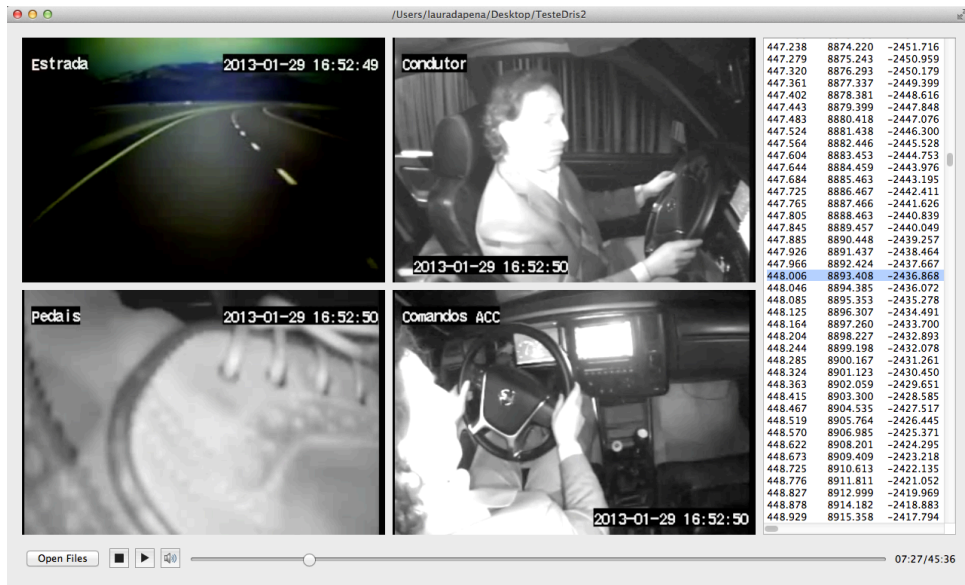 /Users/lauradapena/Desktop/TesteDris2
Estrada 2013-01-29 16:52:49
Condutor
2013-01-29 16:52:50
Pedais 2013-01-29 16:52:50
Comandos ACC
2013-01-29 16:52:50
447.238 8874.220 -2451.716
447.279 8875.243 -2450.959
447.320 8876.293 -2450.179
447.361 8877.337 -2449.399
447.402 8878.381 -2448.616
447.443 8879.399 -2447.848
447.483 8880.418 -2447.076
447.524 8881.438 -2446.300
447.564 8882.446 -2445.528
447.604 8883.453 -2444.753
447.644 8884.459 -2443.976
447.684 8885.463 -2443.195
447.725 8886.467 -2442.411
447.765 8887.466 -2441.626
447.805 8888.463 -2440.839
447.845 8889.457 -2440.049
447.885 8890.448 -2439.257
447.926 8891.437 -2438.464
447.966 8892.424 -2437.667
448.006 8893.408 -2436.868
448.046 8894.385 -2436.072
448.085 8895.353 -2435.278
448.125 8896.307 -2434.491
448.164 8897.260 -2433.700
448.204 8898.227 -2432.893
448.244 8899.198 -2432.078
448.285 8900.167 -2431.261
448.324 8901.123 -2430.450
448.363 8902.059 -2429.651
448.415 8903.300 -2428.585
448.467 8904.535 -2427.517
448.519 8905.764 -2426.445
448.570 8906.985 -2425.371
448.622 8908.201 -2424.295
448.673 8909.409 -2423.218
448.725 8910.613 -2422.135
448.776 8911.811 -2421.052
448.827 8912.999 -2419.969
448.878 8914.182 -2418.883
448.929 8915.358 -2417.794
Open Files
07:27/45:36